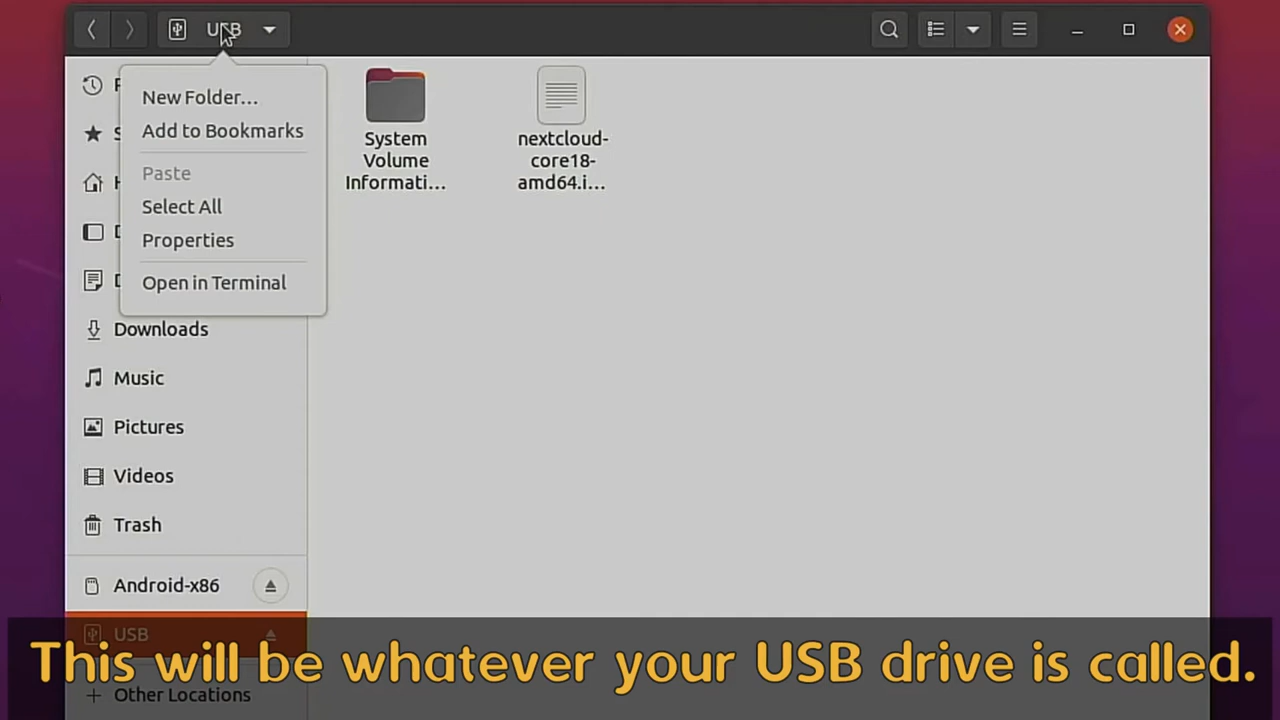 USB
New Folder...
Add to Bookmarks
Paste
Select All
Properties
Open in Terminal
Downloads
Music
Pictures
Videos
Trash
Android-x86
USB
Other Locations
System
Volume
Informati...
nextcloud-
core18-
amd64.i...
This will be whatever your USB drive is called.